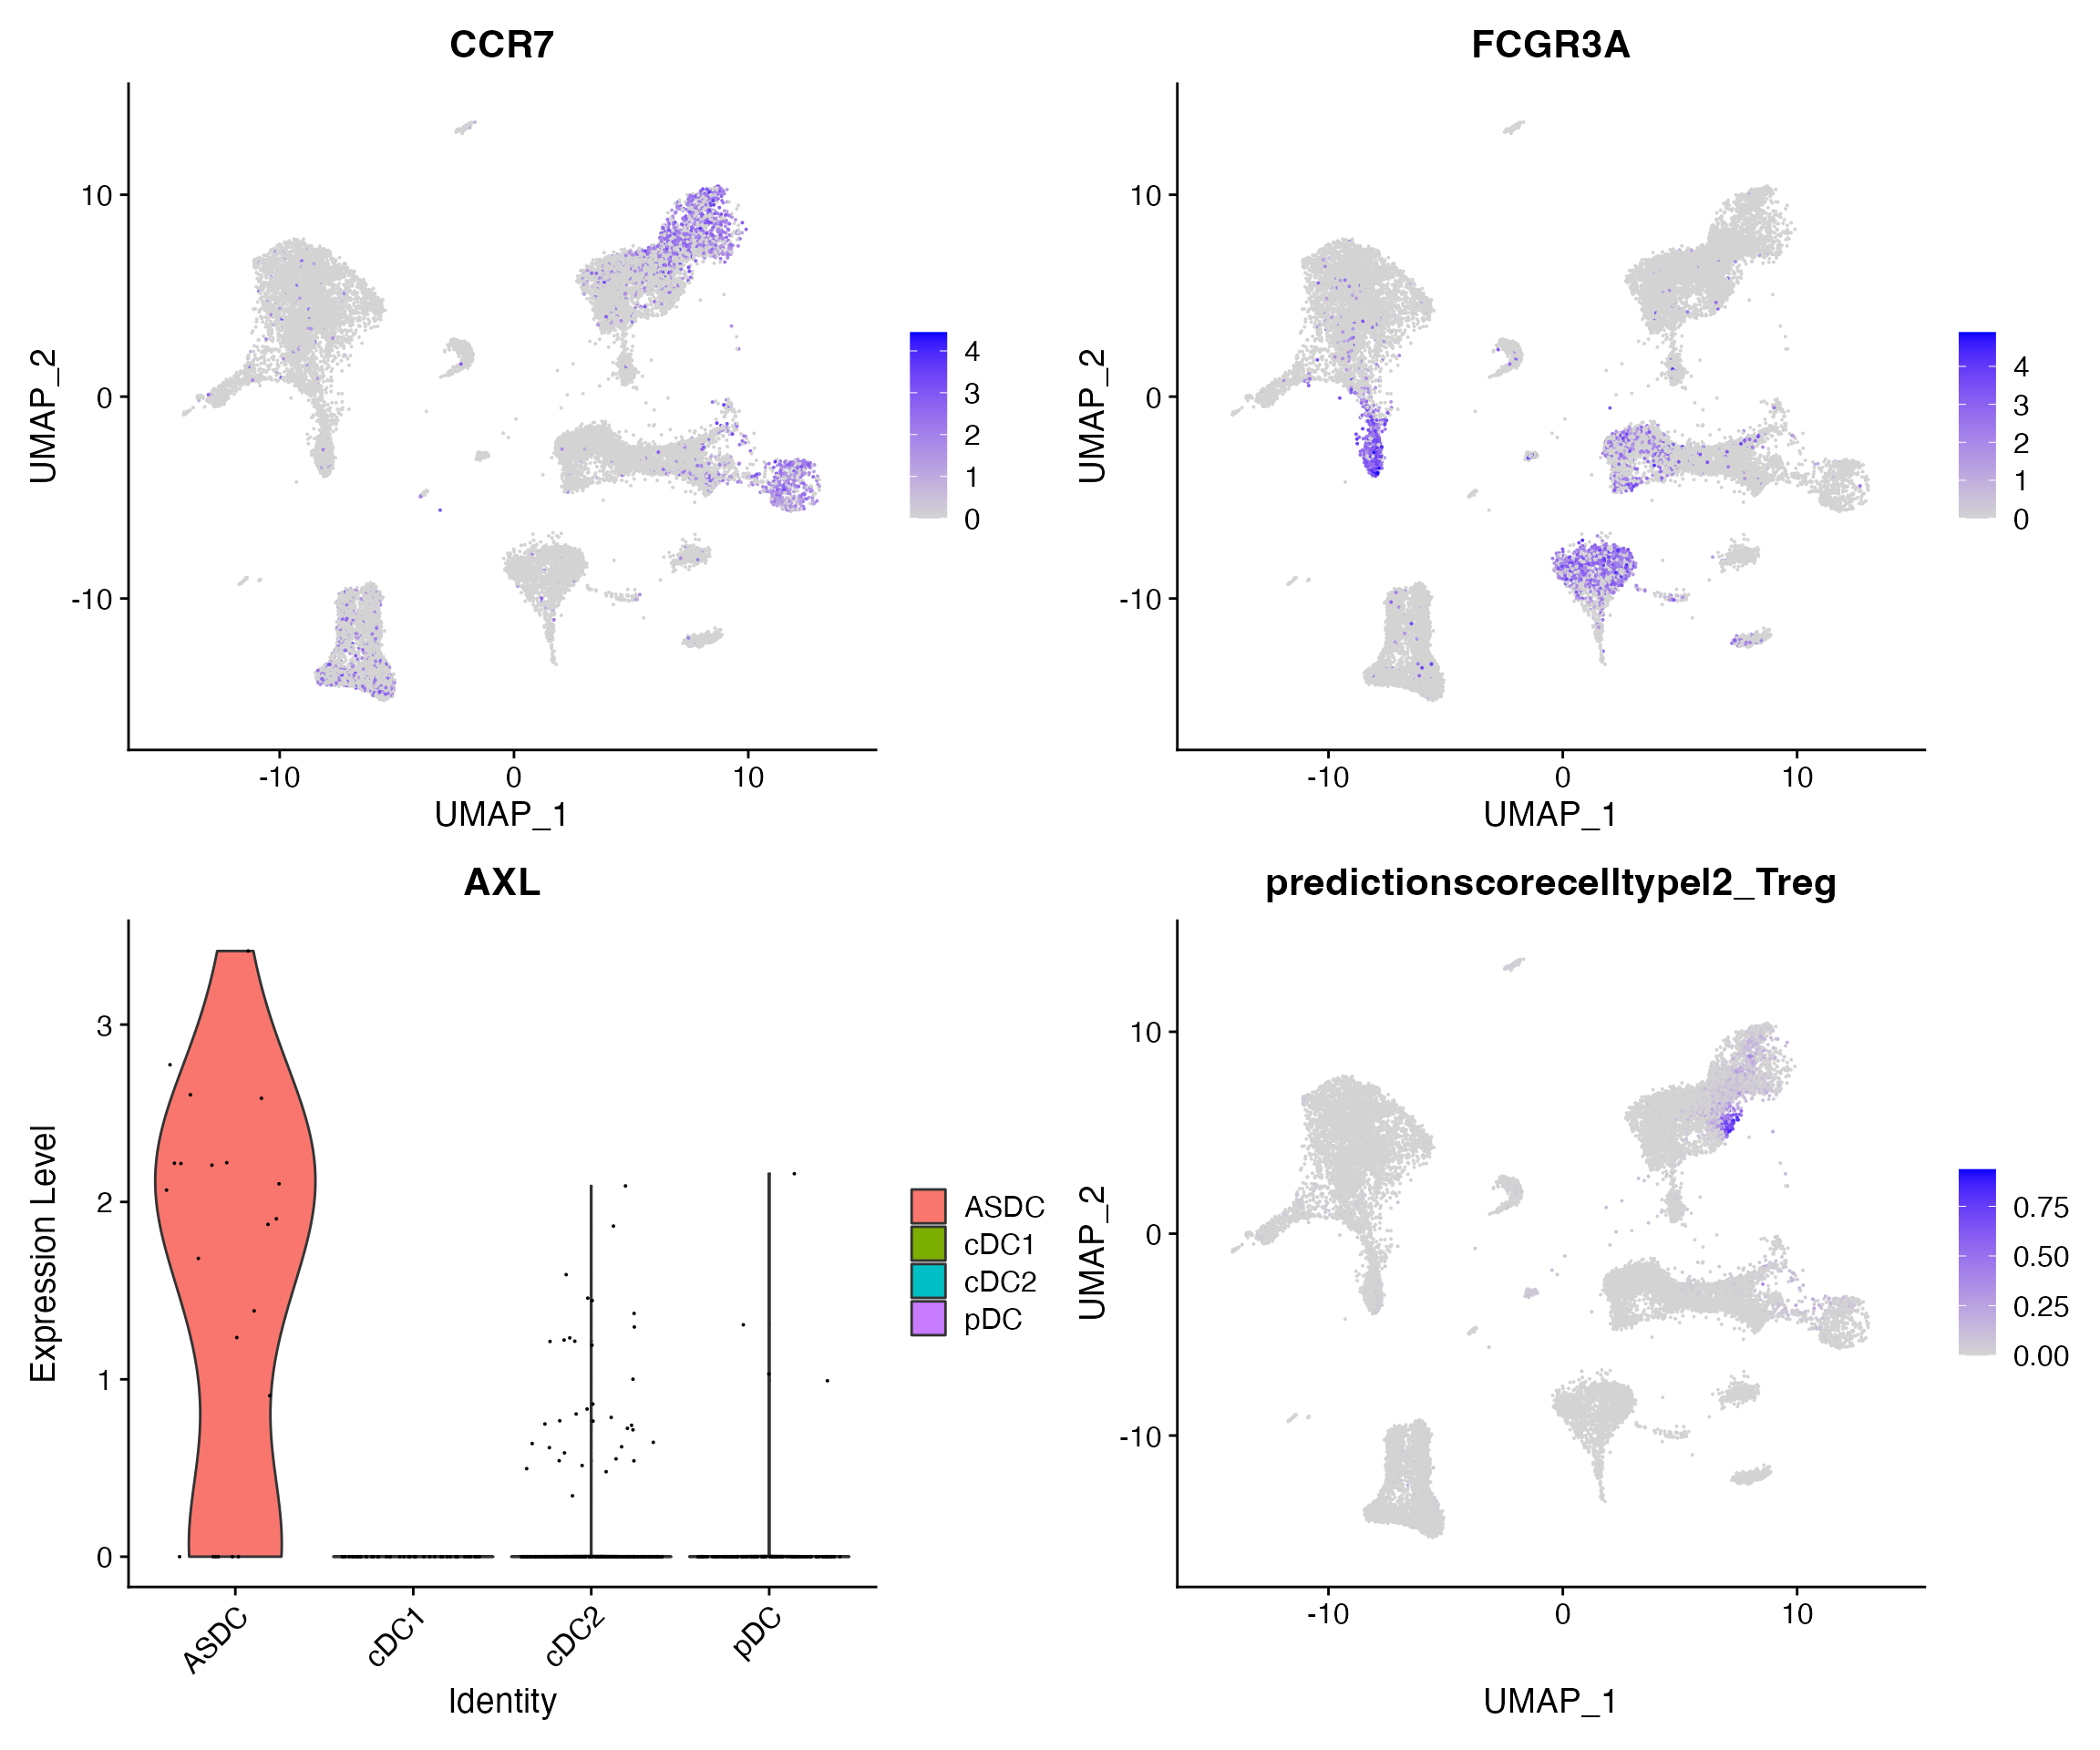 CCR7
UMAP_2
10
0
-10
-10
0
10
UMAP_1
4
3
2
1
0
FCGR3A
UMAP_2
10
0
-10
-10
0
10
UMAP_1
4
3
2
1
0
AXL
Expression Level
3
2
1
0
ASDC
cDC1
cDC2
pDC
Identity
ASDC
cDC1
cDC2
pDC
predictionscorecelltypel2_Treg
UMAP_2
10
0
-10
-10
0
10
UMAP_1
0.75
0.50
0.25
0.00